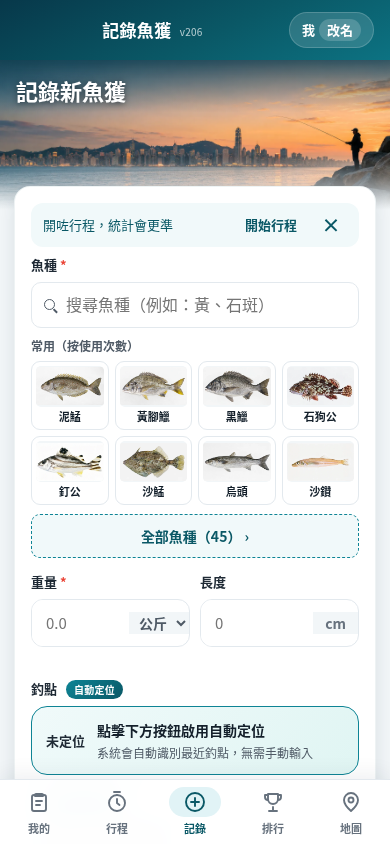 記錄魚獲 v206
我 改名
記錄新魚獲
開咗行程，統計會更準 開始行程 ✕
魚種 *
搜尋魚種（例如：黃、石斑）
常用（按使用次數）
泥鯭 黃腳鱲 黑鱲 石狗公
釘公 沙鯭 烏頭 沙鑽
全部魚種（45） ›
重量 * 長度
0.0 公斤 0 cm
釣點 自動定位
未定位 點擊下方按鈕啟用自動定位
系統會自動識別最近釣點，無需手動輸入
我的 行程 記錄 排行 地圖